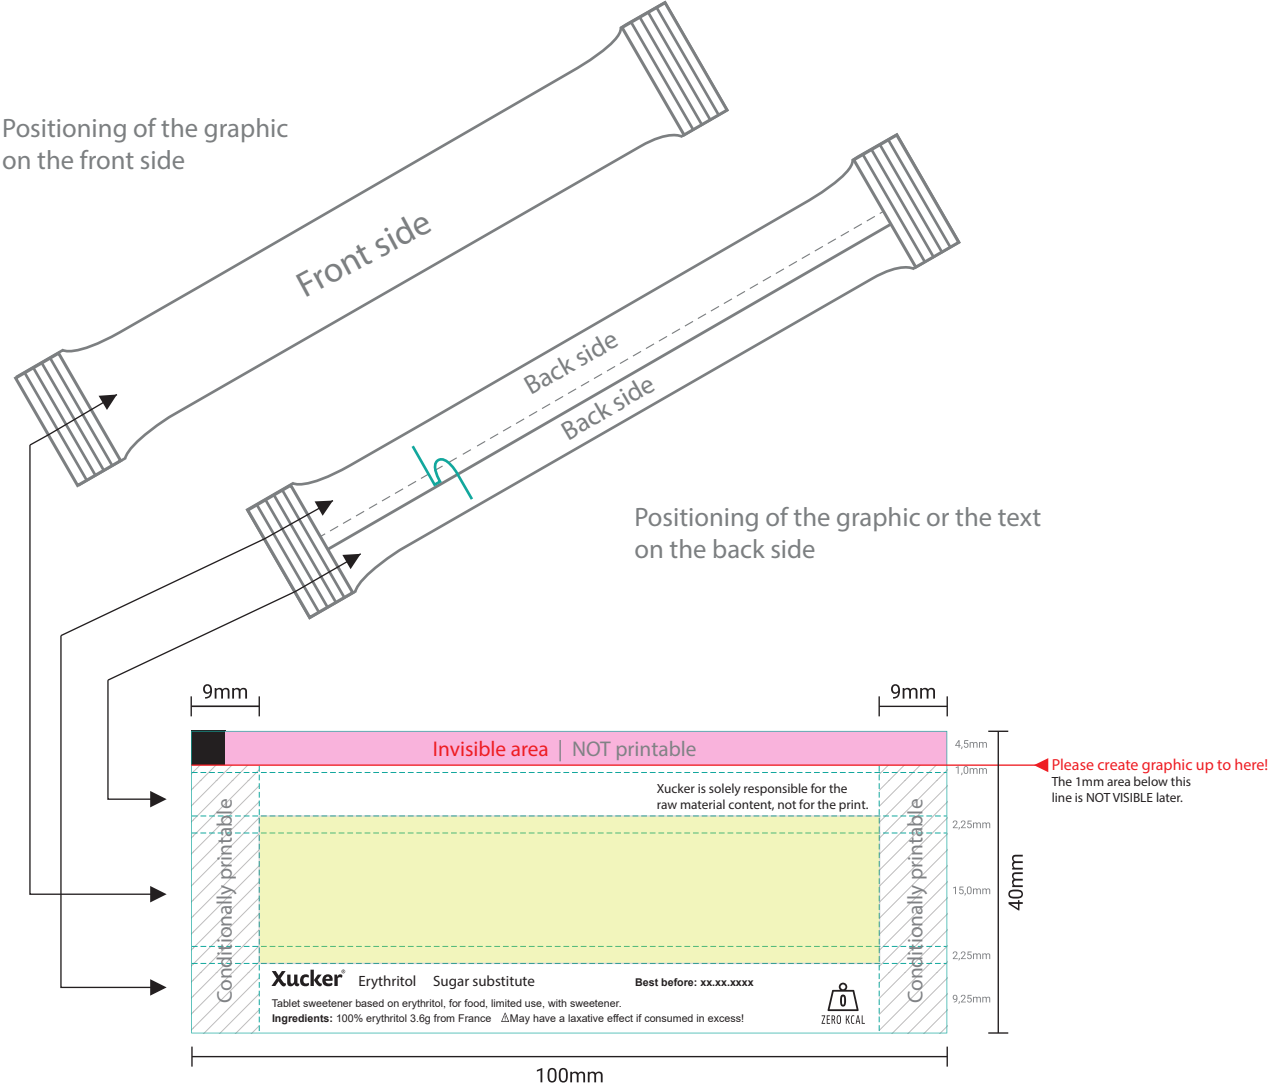 Positioning of the graphic
on the front side
Front side
Back side
Back side
Positioning of the graphic or the text
on the back side
9mm
9mm
Invisible area | NOT printable
4,5mm
1,0mm
Please create graphic up to here!
The 1mm area below this
line is NOT VISIBLE later.
Xucker is solely responsible for the
raw material content, not for the print.
Conditionally printable
Conditionally printable
2,25mm
15,0mm
40mm
2,25mm
9,25mm
Xucker® Erythritol Sugar substitute Best before: xx.xx.xxxx
Tablet sweetener based on erythritol, for food, limited use, with sweetener.
Ingredients: 100% erythritol 3.6g from France ⚠May have a laxative effect if consumed in excess!
0
ZERO KCAL
100mm